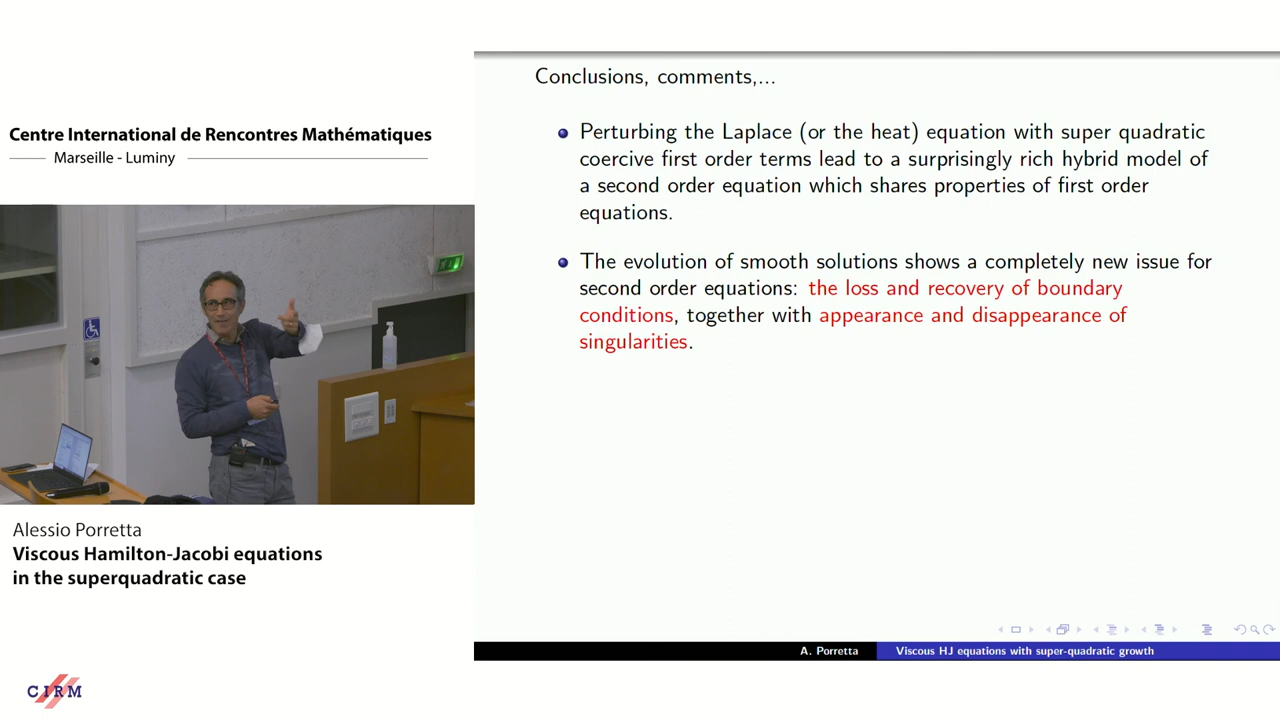 Centre International de Rencontres Mathématiques
Marseille - Luminy
Alessio Porretta
Viscous Hamilton-Jacobi equations
in the superquadratic case
CIRM
Conclusions, comments,...
Perturbing the Laplace (or the heat) equation with super quadratic
coercive first order terms lead to a surprisingly rich hybrid model of
a second order equation which shares properties of first order
equations.
The evolution of smooth solutions shows a completely new issue for
second order equations: the loss and recovery of boundary
conditions, together with appearance and disappearance of
singularities.
A. Porretta
Viscous HJ equations with super-quadratic growth